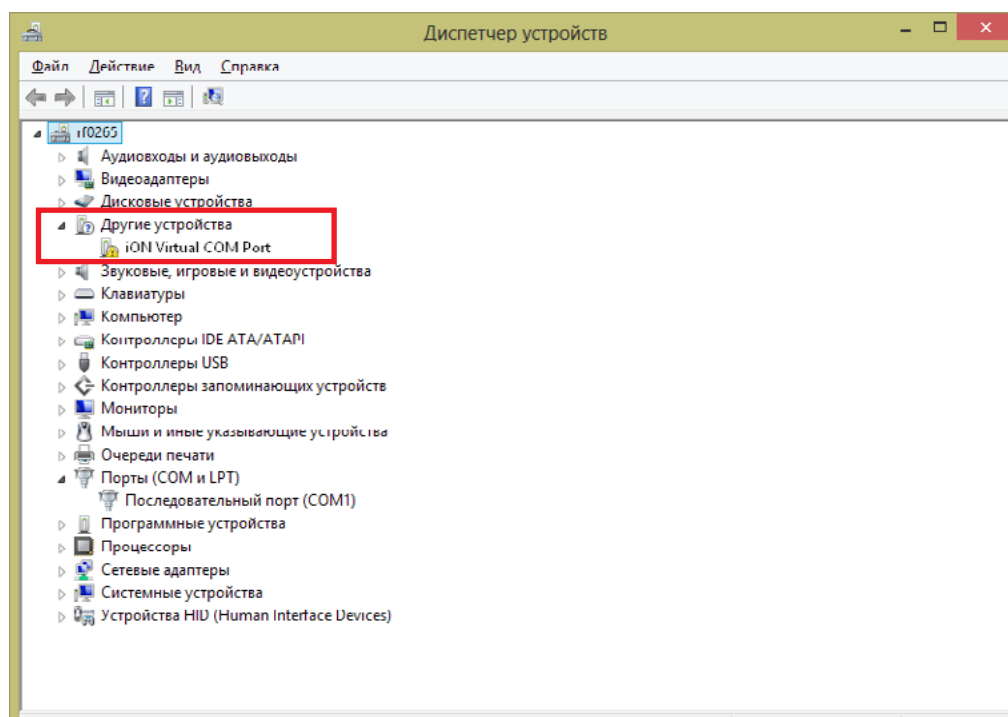 Диспетчер устройств
Файл Действие Вид Справка
rf0265
Аудиовходы и аудиовыходы
Видеоадаптеры
Дисковые устройства
Другие устройства
iON Virtual COM Port
Звуковые, игровые и видеоустройства
Клавиатуры
Компьютер
Контроллеры IDE ATA/ATAPI
Контроллеры USB
Контроллеры запоминающих устройств
Мониторы
Мыши и иные указывающие устройства
Очереди печати
Порты (COM и LPT)
Последовательный порт (COM1)
Программные устройства
Процессоры
Сетевые адаптеры
Системные устройства
Устройства HID (Human Interface Devices)